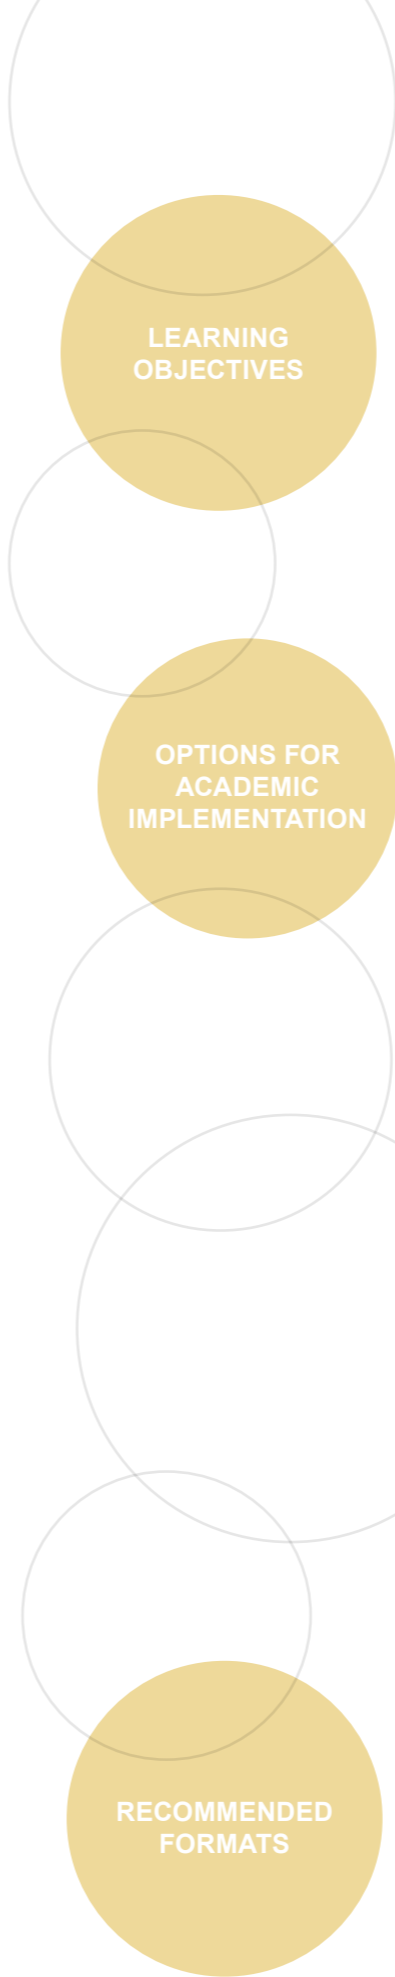 LEARNING
OBJECTIVES
OPTIONS FOR
ACADEMIC
IMPLEMENTATION
RECOMMENDED
FORMATS